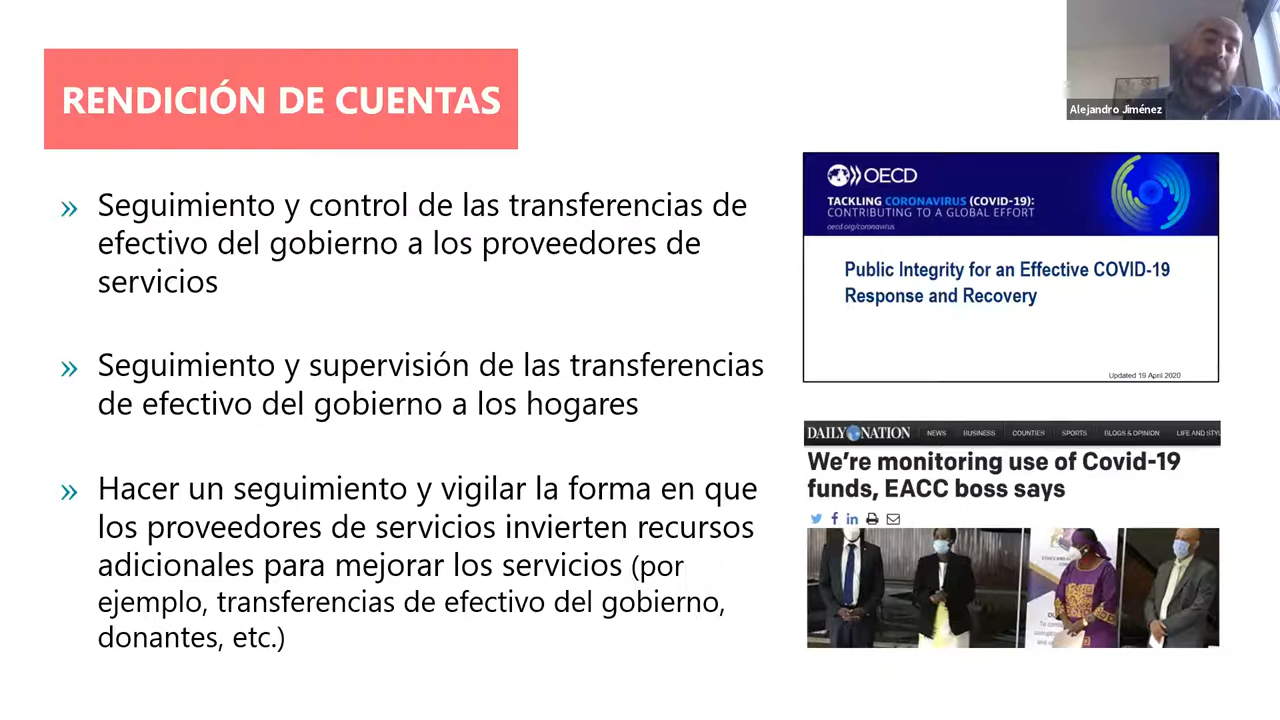 RENDICIÓN DE CUENTAS
» Seguimiento y control de las transferencias de
efectivo del gobierno a los proveedores de
servicios
» Seguimiento y supervisión de las transferencias
de efectivo del gobierno a los hogares
» Hacer un seguimiento y vigilar la forma en que
los proveedores de servicios invierten recursos
adicionales para mejorar los servicios (por
ejemplo, transferencias de efectivo del gobierno,
donantes, etc.)
Alejandro Jiménez
OECD
TACKLING CORONAVIRUS (COVID-19):
CONTRIBUTING TO A GLOBAL EFFORT
oecd.org/coronavirus
Public Integrity for an Effective COVID-19
Response and Recovery
Updated 19 April 2020
DAILY NATION NEWS BUSINESS COUNTIES SPORTS BLOGS & OPINION LIFE AND
We're monitoring use of Covid-19
funds, EACC boss says